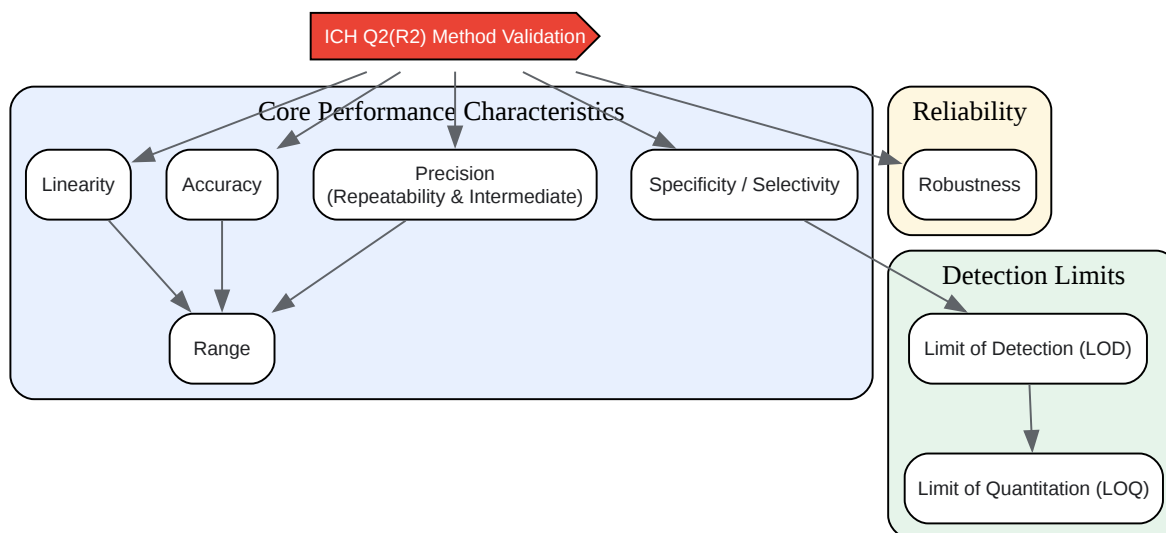 ICH Q2(R2) Method Validation
Core Performance Characteristics
Reliability
Linearity
Accuracy
Precision
(Repeatability & Intermediate)
Specificity / Selectivity
Robustness
Detection Limits
Range
Limit of Detection (LOD)
Limit of Quantitation (LOQ)